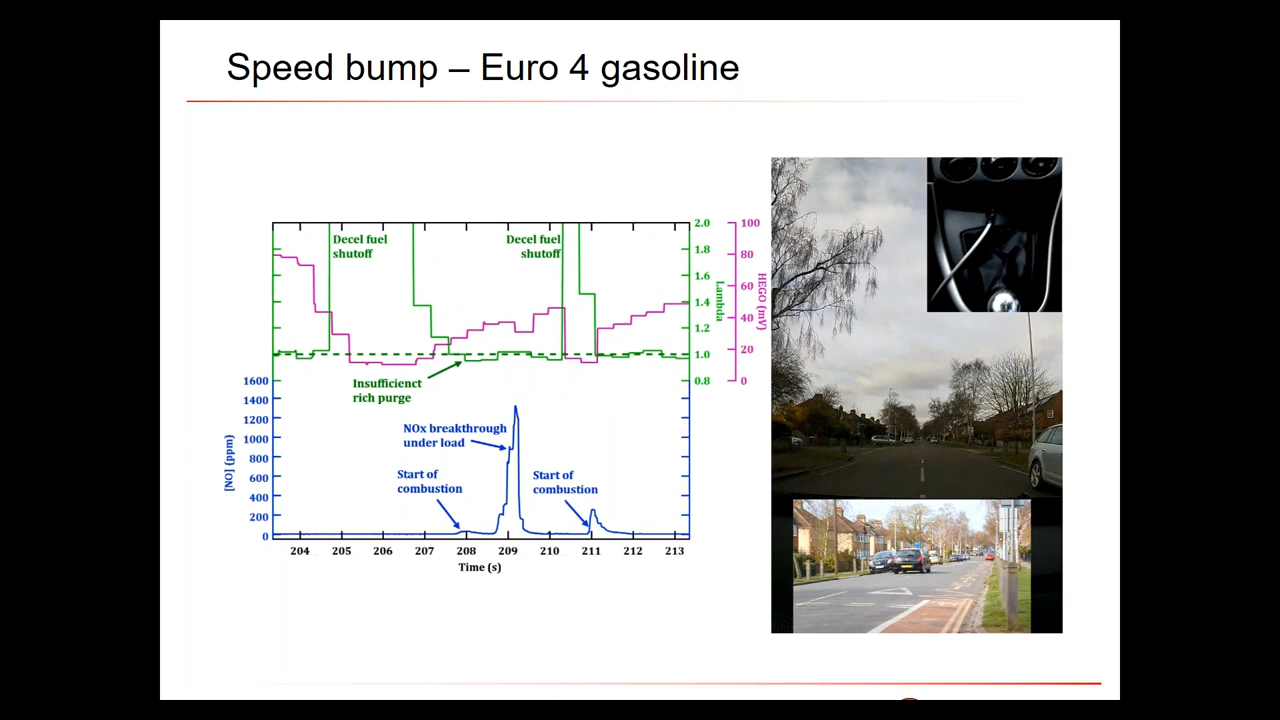 Speed bump – Euro 4 gasoline
Decel fuel
shutoff
Decel fuel
shutoff
2.0
1.8
1.6
1.4
1.2
1.0
0.8
Lambda
100
80
60
40
20
0
HEGO (mV)
Insufficienct
rich purge
1600
1400
1200
1000
800
600
400
200
0
[NO] (ppm)
NOx breakthrough
under load
Start of
combustion
Start of
combustion
204 205 206 207 208 209 210 211 212 213
Time (s)